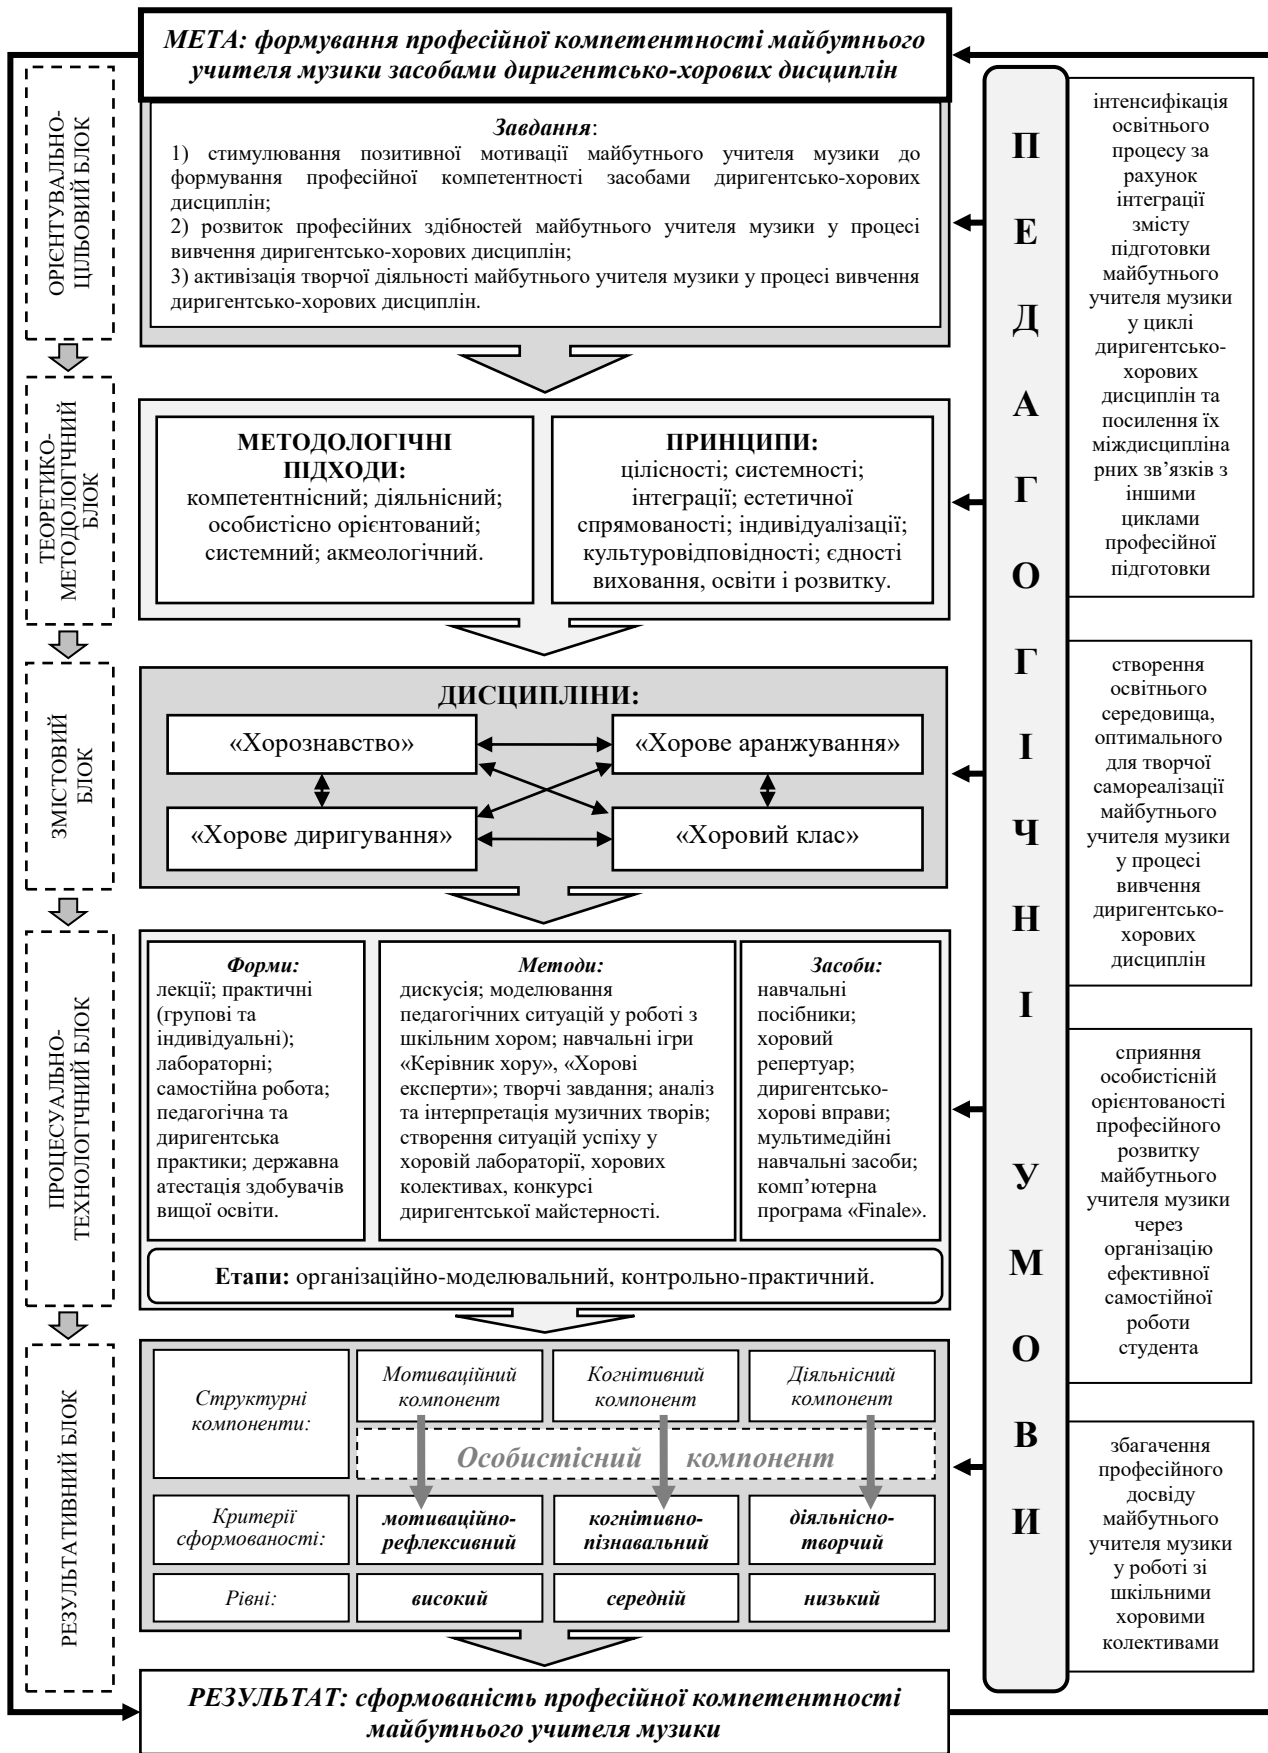 МЕТА: формування професійної компетентності майбутнього
учителя музики засобами диригентсько-хорових дисциплін
ОРІЄНТУВАЛЬНО-
ЦІЛЬОВИЙ БЛОК
Завдання:
1) стимулювання позитивної мотивації майбутнього учителя музики до
формування професійної компетентності засобами диригентсько-хорових
дисциплін;
2) розвиток професійних здібностей майбутнього учителя музики у процесі
вивчення диригентсько-хорових дисциплін;
3) активізація творчої діяльності майбутнього учителя музики у процесі вивчення
диригентсько-хорових дисциплін.
ТЕОРЕТИКО-
МЕТОДОЛОГІЧНИЙ
БЛОК
МЕТОДОЛОГІЧНІ
ПІДХОДИ:
компетентнісний; діяльнісний;
особистісно орієнтований;
системний; акмеологічний.
ПРИНЦИПИ:
цілісності; системності;
інтеграції; естетичної
спрямованості; індивідуалізації;
культуровідповідності; єдності
виховання, освіти і розвитку.
ЗМІСТОВИЙ
БЛОК
ДИСЦИПЛІНИ:
«Хорознавство»
«Хорове аранжування»
«Хорове диригування»
«Хоровий клас»
ПРОЦЕСУАЛЬНО-
ТЕХНОЛОГІЧНИЙ БЛОК
Форми:
лекції; практичні
(групові та
індивідуальні);
лабораторні;
самостійна робота;
педагогічна та
диригентська
практики; державна
атестація здобувачів
вищої освіти.
Методи:
дискусія; моделювання
педагогічних ситуацій у роботі з
шкільним хором; навчальні ігри
«Керівник хору», «Хорові
експерти»; творчі завдання; аналіз
та інтерпретація музичних творів;
створення ситуацій успіху у
хоровій лабораторії, хорових
колективах, конкурсі
диригентської майстерності.
Засоби:
навчальні
посібники;
хоровий
репертуар;
диригентсько-
хорові вправи;
мультимедійні
навчальні засоби;
комп’ютерна
програма «Finale».
Етапи: організаційно-моделювальний, контрольно-практичний.
РЕЗУЛЬТАТИВНИЙ БЛОК
Структурні
компоненти:
Мотиваційний
компонент
Когнітивний
компонент
Діяльнісний
компонент
Особистісний компонент
Критерії
сформованості:
мотиваційно-
рефлексивний
когнітивно-
пізнавальний
діяльнісно-
творчий
Рівні:
високий
середній
низький
РЕЗУЛЬТАТ: сформованість професійної компетентності
майбутнього учителя музики
П
Е
Д
А
Г
О
Г
І
Ч
Н
І
У
М
О
В
И
інтенсифікація
освітнього
процесу за
рахунок
інтеграції
змісту
підготовки
майбутнього
учителя музики
у циклі
диригентсько-
хорових
дисциплін та
посилення їх
міждисципліна
рних зв’язків з
іншими
циклами
професійної
підготовки
створення
освітнього
середовища,
оптимального
для творчої
самореалізації
майбутнього
учителя музики
у процесі
вивчення
диригентсько-
хорових
дисциплін
сприяння
особистісній
орієнтованості
професійного
розвитку
майбутнього
учителя музики
через
організацію
ефективної
самостійної
роботи
студента
збагачення
професійного
досвіду
майбутнього
учителя музики
у роботі зі
шкільними
хоровими
колективами